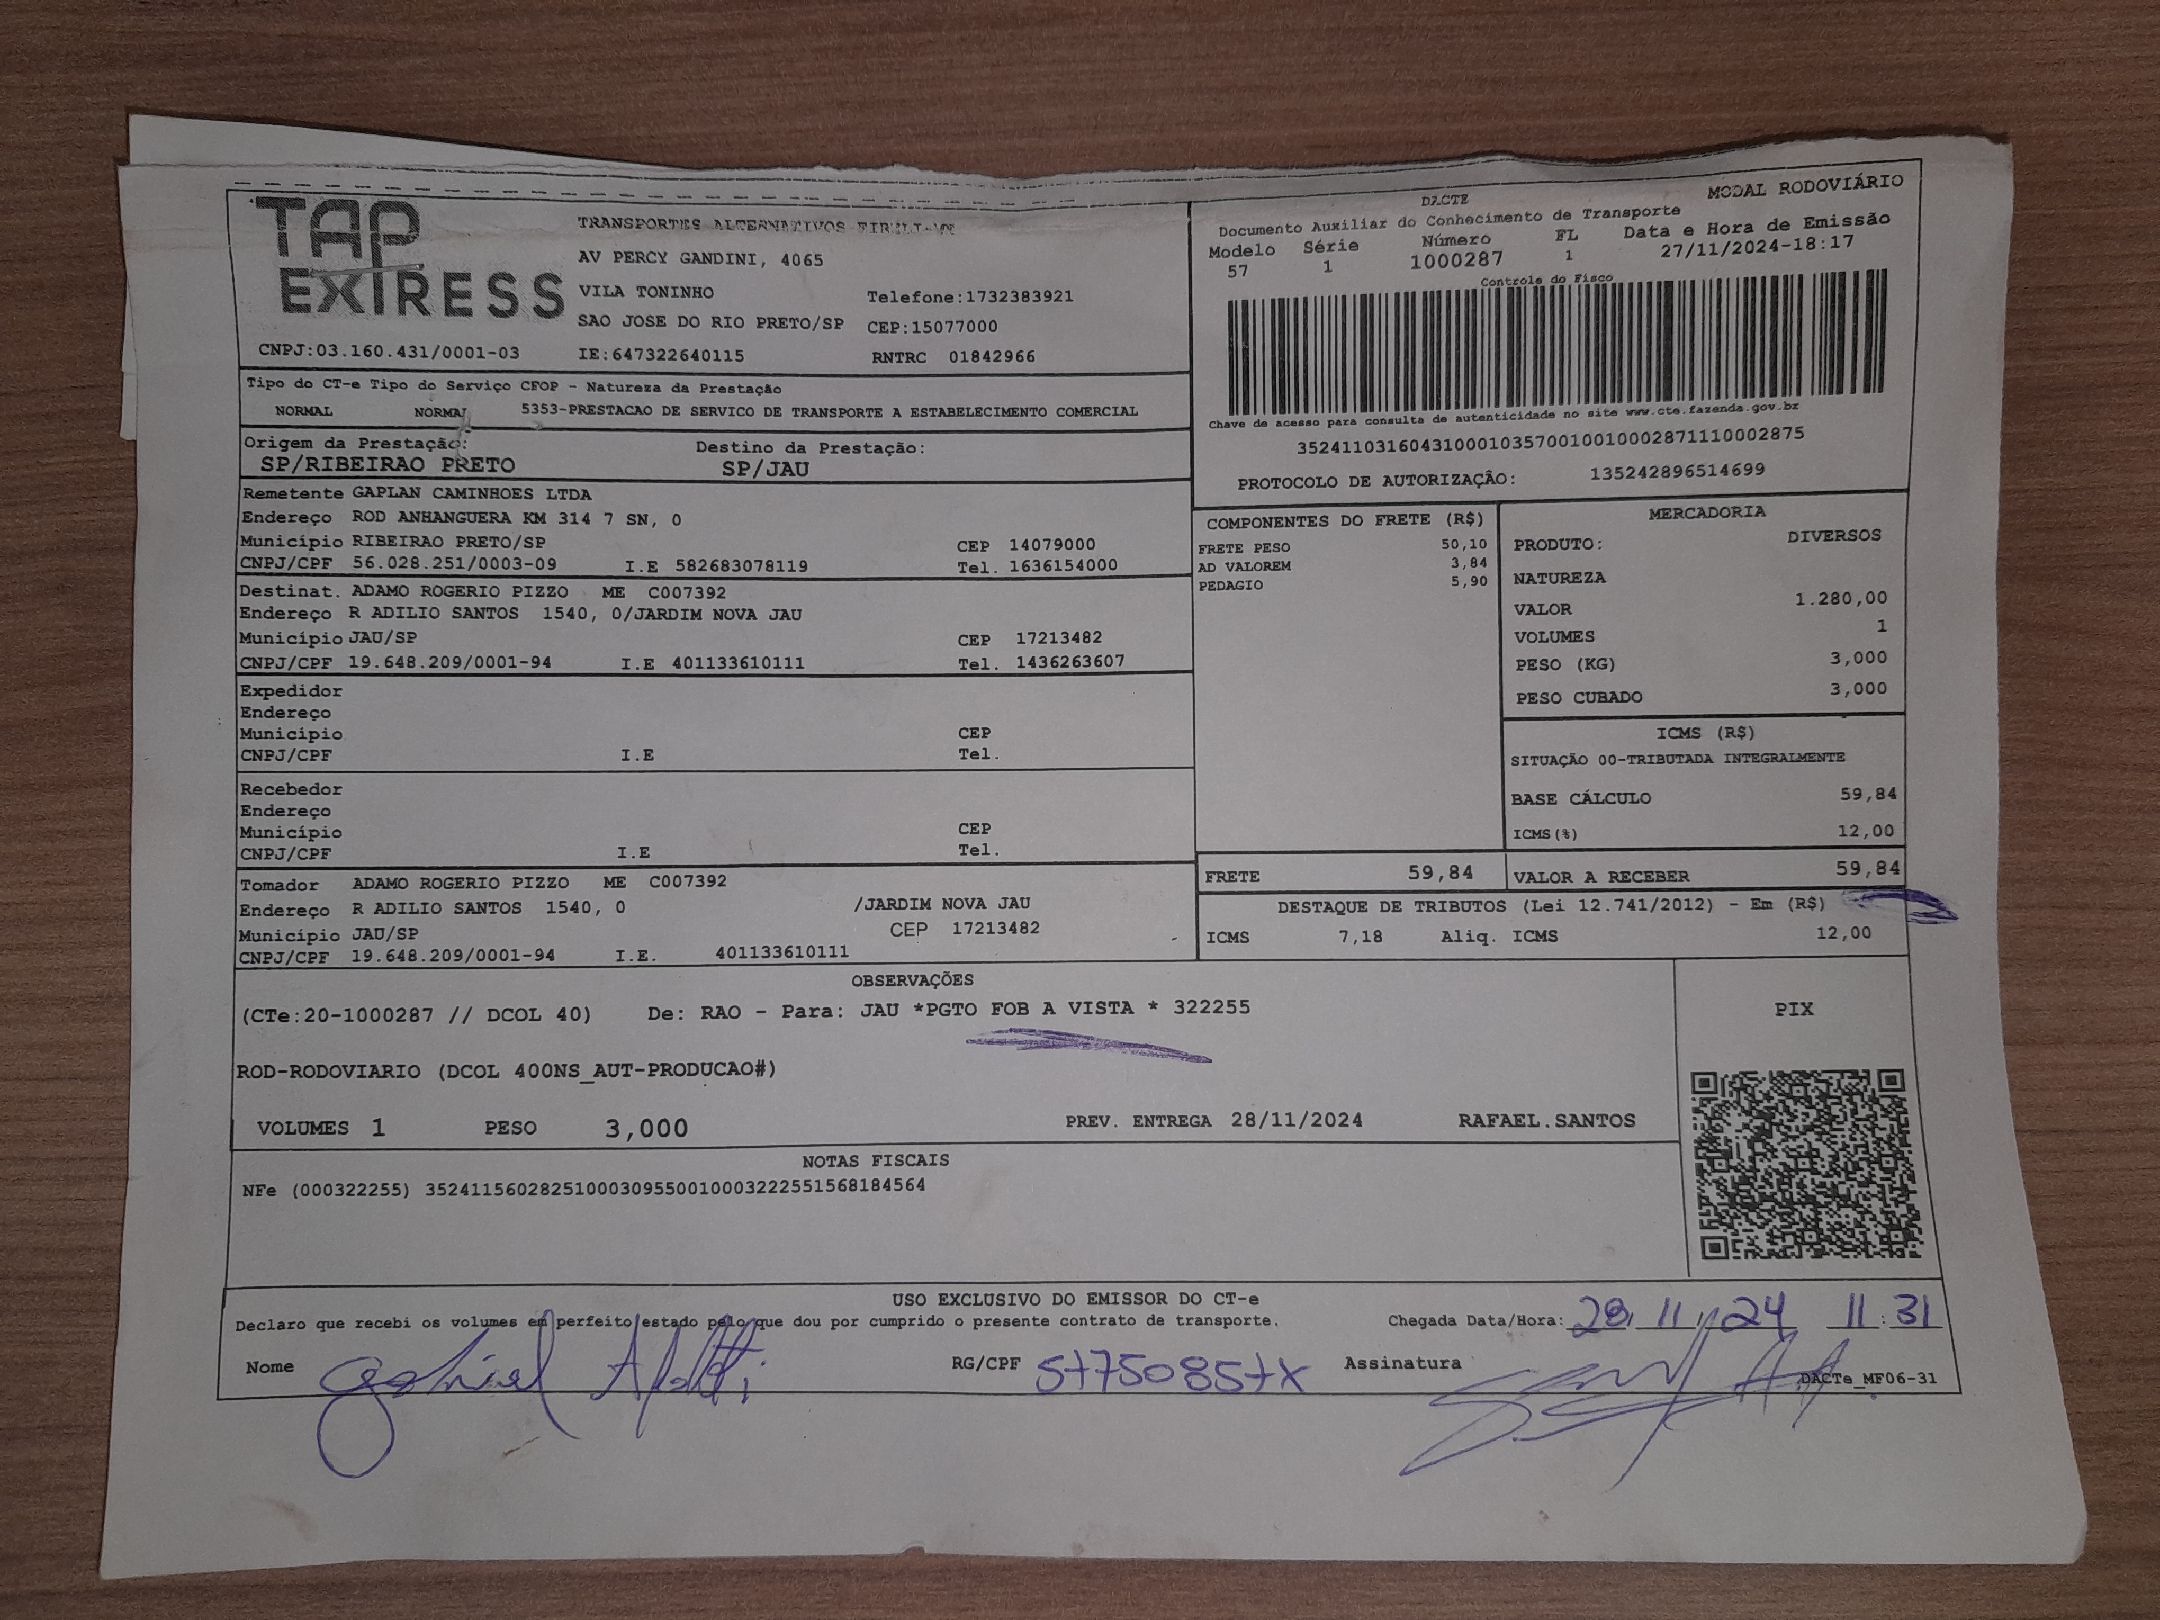 TAP
EXPRESS
TRANSPORTES ALTERNATIVOS
AV PERCY GANDINI, 4065
VILA TONINHO Telefone:1732383921
SAO JOSE DO RIO PRETO/SP CEP:15077000
CNPJ:03.160.431/0001-03 IE:647322640115 RNTRC 01842966
DACTE MODAL RODOVIÁRIO
Documento Auxiliar do Conhecimento de Transporte
Modelo Série Número FL Data e Hora de Emissão
57 1 1000287 1 27/11/2024-18:17
Controle do Fisco
Chave de acesso para consulta de autenticidade no site www.cte.fazenda.gov.br
35241103160431000103570010010002871110002875
PROTOCOLO DE AUTORIZAÇÃO: 135242896514699
Tipo do CT-e Tipo do Serviço CFOP - Natureza da Prestação
NORMAL NORMAL 5353-PRESTACAO DE SERVICO DE TRANSPORTE A ESTABELECIMENTO COMERCIAL
Origem da Prestação: Destino da Prestação:
SP/RIBEIRAO PRETO SP/JAU
Remetente GAPLAN CAMINHOES LTDA
Endereço ROD ANHANGUERA KM 314 7 SN, 0
Município RIBEIRAO PRETO/SP CEP 14079000
CNPJ/CPF 56.028.251/0003-09 I.E 582683078119 Tel. 1636154000
Destinat. ADAMO ROGERIO PIZZO ME C007392
Endereço R ADILIO SANTOS 1540, 0/JARDIM NOVA JAU
Município JAU/SP CEP 17213482
CNPJ/CPF 19.648.209/0001-94 I.E 401133610111 Tel. 1436263607
Expedidor
Endereço
Município CEP
CNPJ/CPF I.E Tel.
Recebedor
Endereço
Município CEP
CNPJ/CPF I.E Tel.
Tomador ADAMO ROGERIO PIZZO ME C007392
Endereço R ADILIO SANTOS 1540, 0 /JARDIM NOVA JAU
Município JAU/SP CEP 17213482
CNPJ/CPF 19.648.209/0001-94 I.E. 401133610111
COMPONENTES DO FRETE (R$)
FRETE PESO 50,10
AD VALOREM 3,84
PEDAGIO 5,90
MERCADORIA
PRODUTO: DIVERSOS
NATUREZA
VALOR 1.280,00
VOLUMES 1
PESO (KG) 3,000
PESO CUBADO 3,000
ICMS (R$)
SITUAÇÃO 00-TRIBUTADA INTEGRALMENTE
BASE CÁLCULO 59,84
ICMS(%) 12,00
FRETE 59,84 VALOR A RECEBER 59,84
DESTAQUE DE TRIBUTOS (Lei 12.741/2012) - Em (R$)
ICMS 7,18 Aliq. ICMS 12,00
OBSERVAÇÕES
(CTe:20-1000287 // DCOL 40) De: RAO - Para: JAU *PGTO FOB A VISTA * 322255
ROD-RODOVIARIO (DCOL 400NS_AUT-PRODUCAO#)
VOLUMES 1 PESO 3,000 PREV. ENTREGA 28/11/2024 RAFAEL.SANTOS
PIX
NOTAS FISCAIS
NFe (000322255) 35241156028251000309550010003222551568184564
USO EXCLUSIVO DO EMISSOR DO CT-e
Declaro que recebi os volumes em perfeito estado pelo que dou por cumprido o presente contrato de transporte.
Chegada Data/Hora: 28/11/24 11:31
Nome Gabriel RG/CPF Assinatura
DACTe_MF06-31